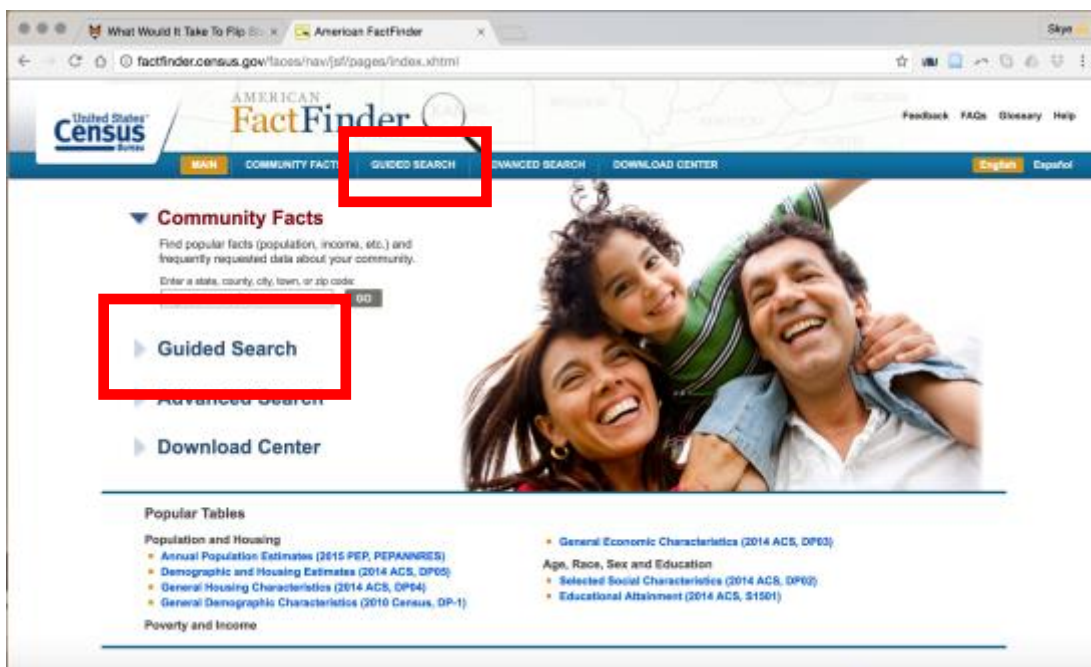 What Would It Take To Flip
American FactFinder
Skye
factfinder.census.gov/faces/nav/jsf/pages/index.xhtml
United States
Census
Bureau
AMERICAN
FactFinder
Feedback FAQs Glossary Help
MAIN COMMUNITY FACTS GUIDED SEARCH ADVANCED SEARCH DOWNLOAD CENTER English Español
Community Facts
Find popular facts (population, income, etc.) and
frequently requested data about your community.
Enter a state, county, city, town, or zip code:
GO
Guided Search
Advanced Search
Download Center
Popular Tables
Population and Housing
Annual Population Estimates (2015 PEP, PEPANNRES)
Demographic and Housing Estimates (2014 ACS, DP05)
General Housing Characteristics (2014 ACS, DP04)
General Demographic Characteristics (2010 Census, DP-1)
Poverty and Income
General Economic Characteristics (2014 ACS, DP03)
Age, Race, Sex and Education
Selected Social Characteristics (2014 ACS, DP02)
Educational Attainment (2014 ACS, S1501)